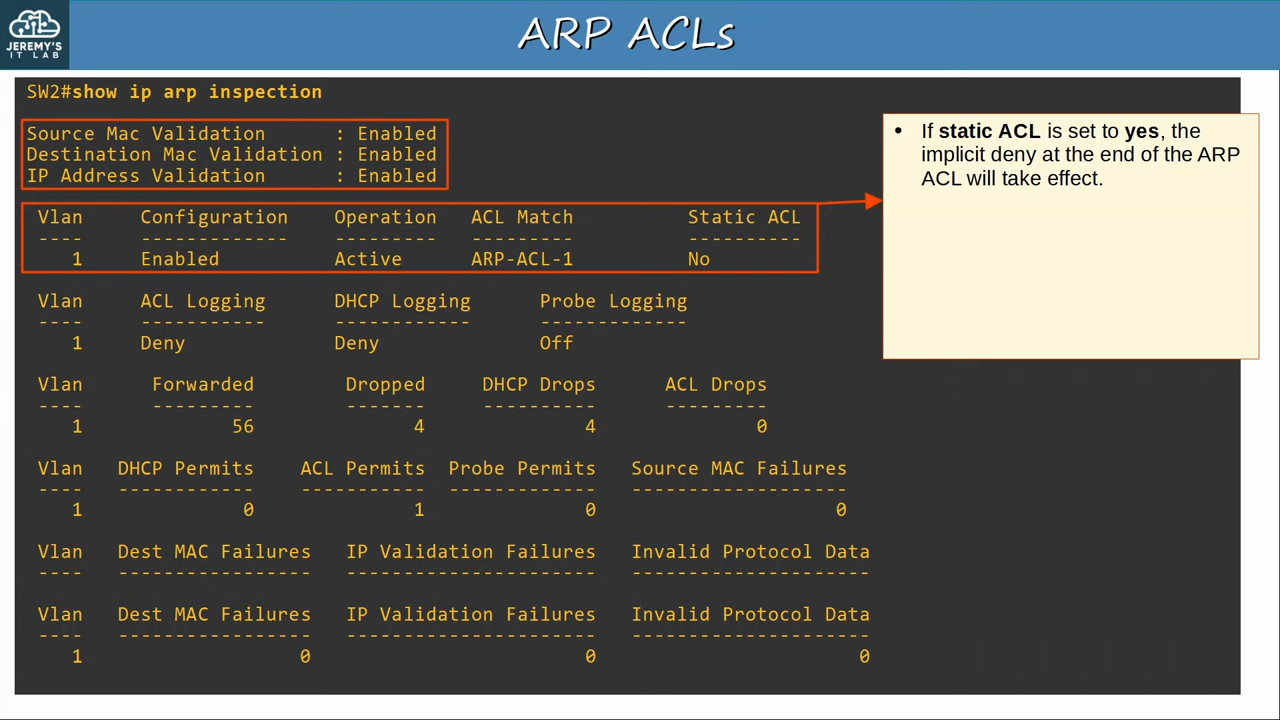 ARP ACLs
JEREMY'S
IT LAB
SW2#show ip arp inspection
Source Mac Validation : Enabled
Destination Mac Validation : Enabled
IP Address Validation : Enabled
Vlan Configuration Operation ACL Match Static ACL
---- ------------- --------- --------- ----------
1 Enabled Active ARP-ACL-1 No
Vlan ACL Logging DHCP Logging Probe Logging
---- ----------- ------------ -------------
1 Deny Deny Off
Vlan Forwarded Dropped DHCP Drops ACL Drops
---- --------- ------- ---------- ---------
1 56 4 4 0
Vlan DHCP Permits ACL Permits Probe Permits Source MAC Failures
---- ------------ ----------- ------------- -------------------
1 0 1 0 0
Vlan Dest MAC Failures IP Validation Failures Invalid Protocol Data
---- ----------------- ---------------------- ---------------------
Vlan Dest MAC Failures IP Validation Failures Invalid Protocol Data
---- ----------------- ---------------------- ---------------------
1 0 0 0
• If static ACL is set to yes, the
implicit deny at the end of the ARP
ACL will take effect.